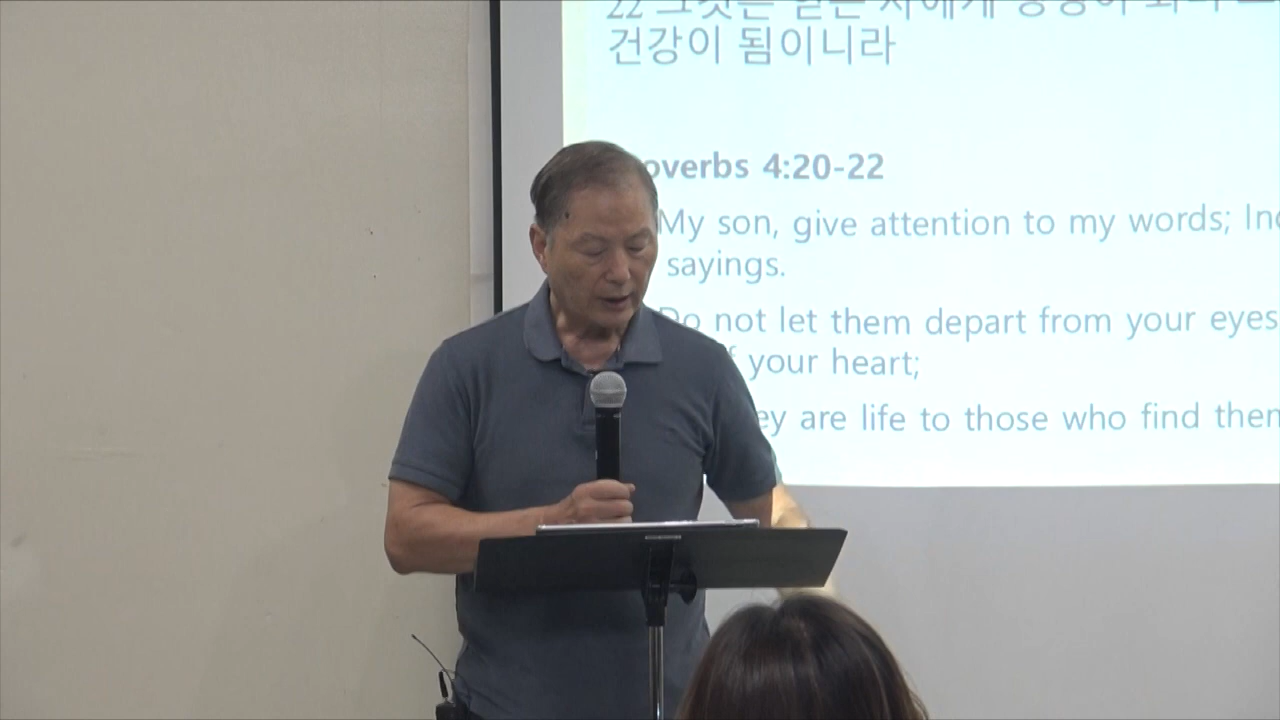 건강이 됨이니라
overbs 4:20-22
My son, give attention to my words; Inc
sayings.
Do not let them depart from your eyes
f your heart;
ey are life to those who find them